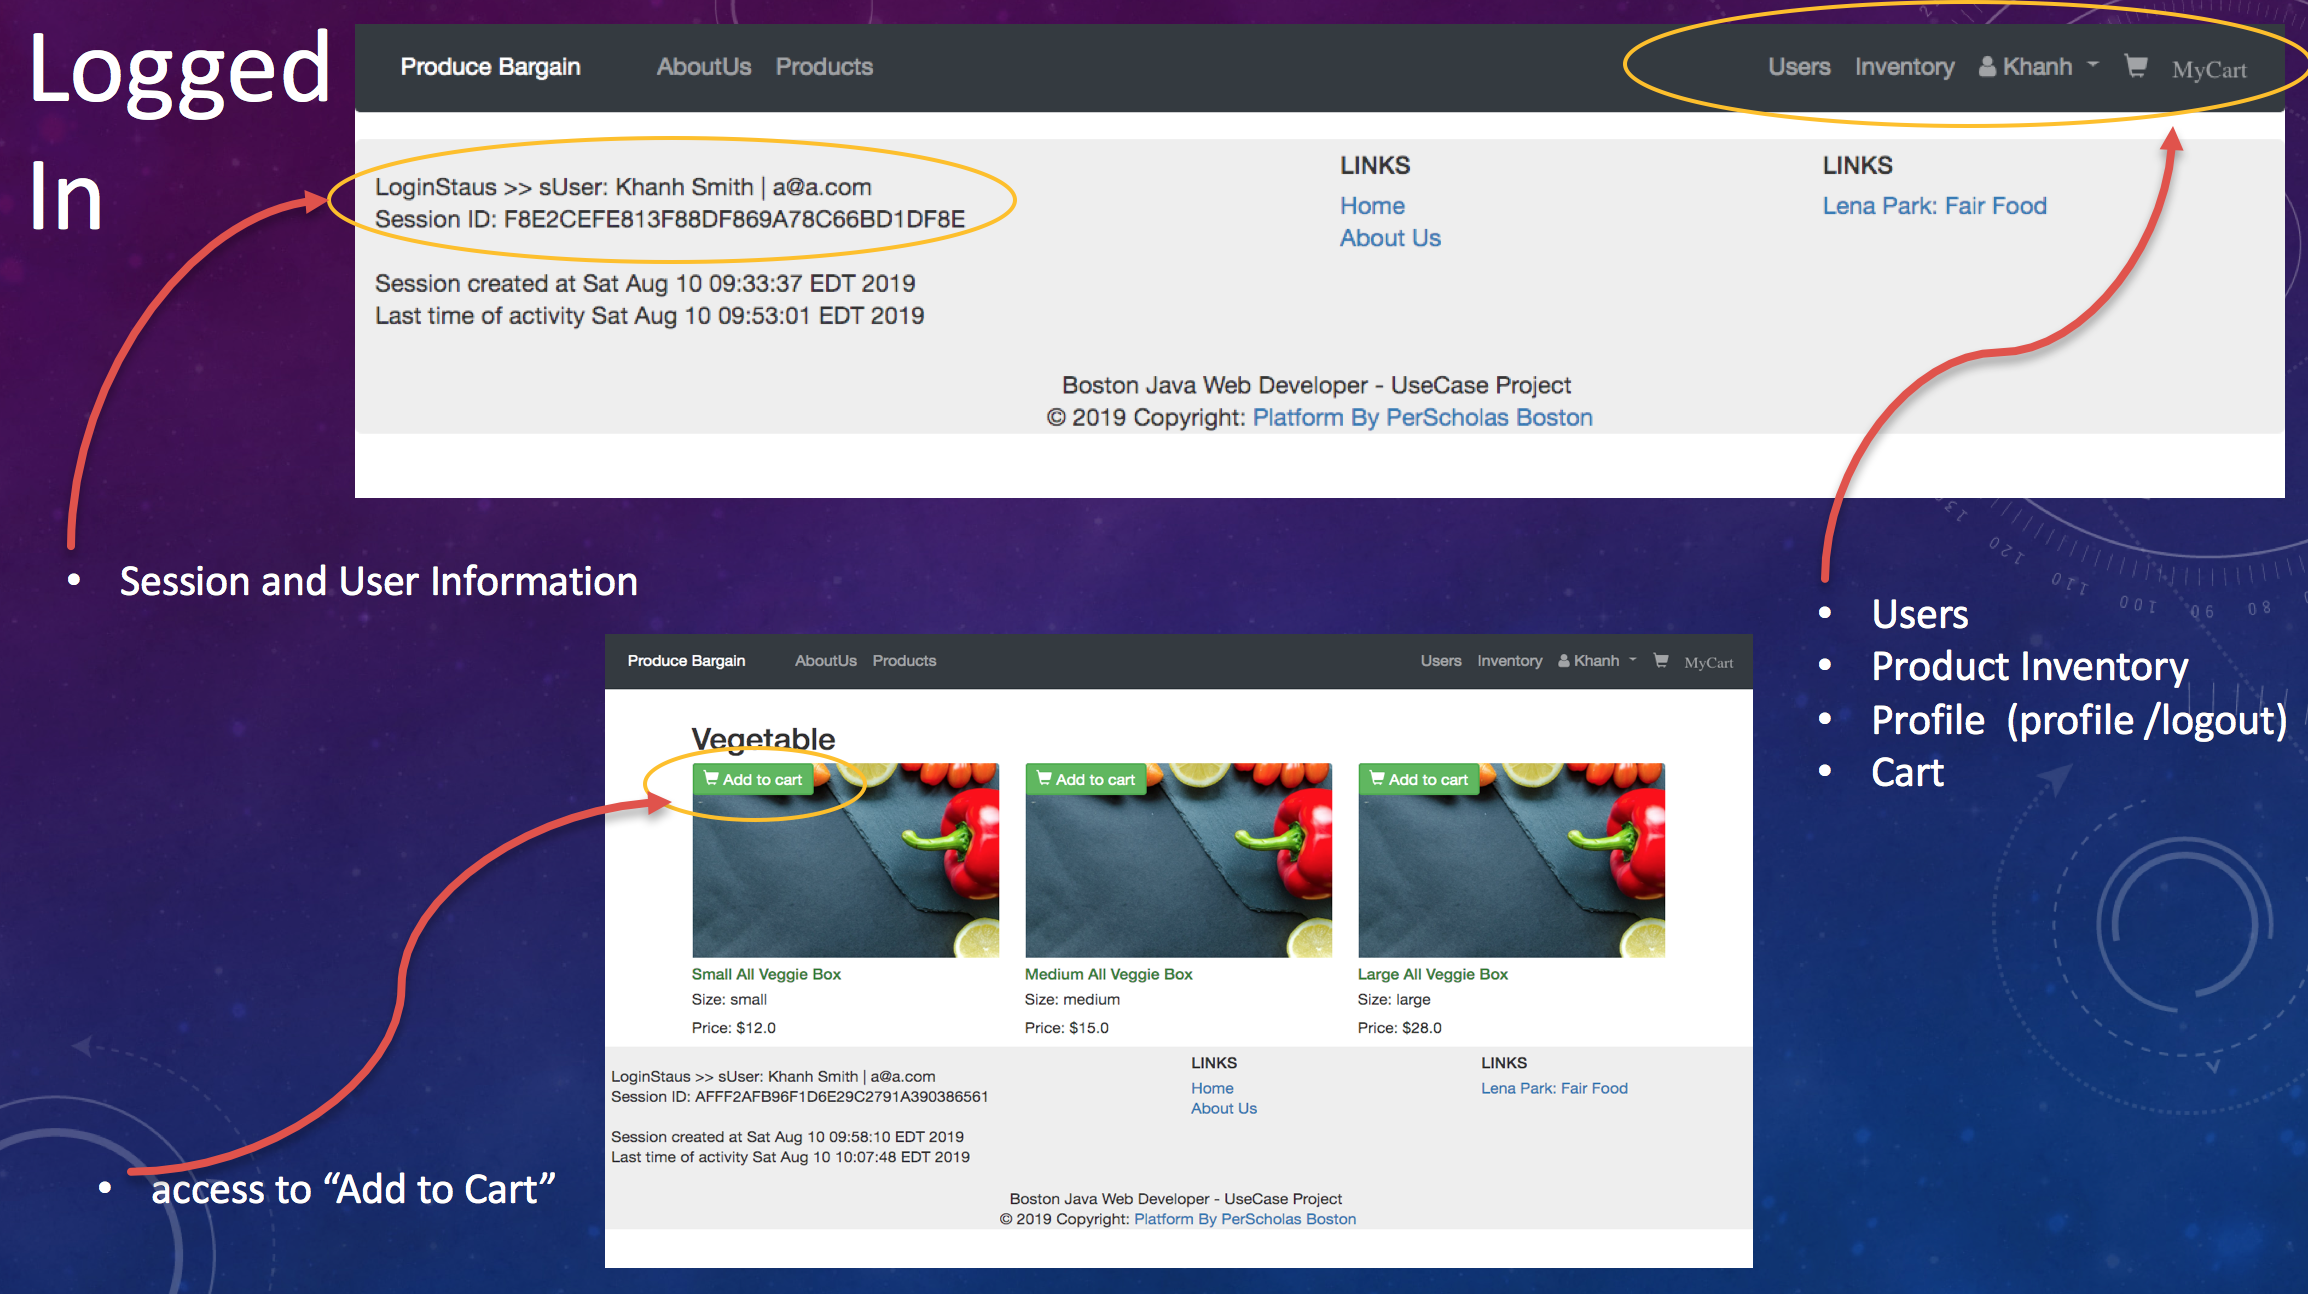 Logged
In
Produce Bargain AboutUs Products Users Inventory Khanh MyCart
LoginStaus >> sUser: Khanh Smith | a@a.com
Session ID: F8E2CEFE813F88DF869A78C66BD1DF8E
Session created at Sat Aug 10 09:33:37 EDT 2019
Last time of activity Sat Aug 10 09:53:01 EDT 2019
LINKS
Home
About Us
LINKS
Lena Park: Fair Food
Boston Java Web Developer - UseCase Project
© 2019 Copyright: Platform By PerScholas Boston
• Session and User Information
• Users
• Product Inventory
• Profile (profile /logout)
• Cart
Produce Bargain AboutUs Products Users Inventory Khanh MyCart
Vegetable
Add to cart
Small All Veggie Box
Size: small
Price: $12.0
Add to cart
Medium All Veggie Box
Size: medium
Price: $15.0
Add to cart
Large All Veggie Box
Size: large
Price: $28.0
LoginStaus >> sUser: Khanh Smith | a@a.com
Session ID: AFFF2AFB96F1D6E29C2791A390386561
Session created at Sat Aug 10 09:58:10 EDT 2019
Last time of activity Sat Aug 10 10:07:48 EDT 2019
LINKS
Home
About Us
LINKS
Lena Park: Fair Food
Boston Java Web Developer - UseCase Project
© 2019 Copyright: Platform By PerScholas Boston
• access to “Add to Cart”
130
120
110
100
90
80